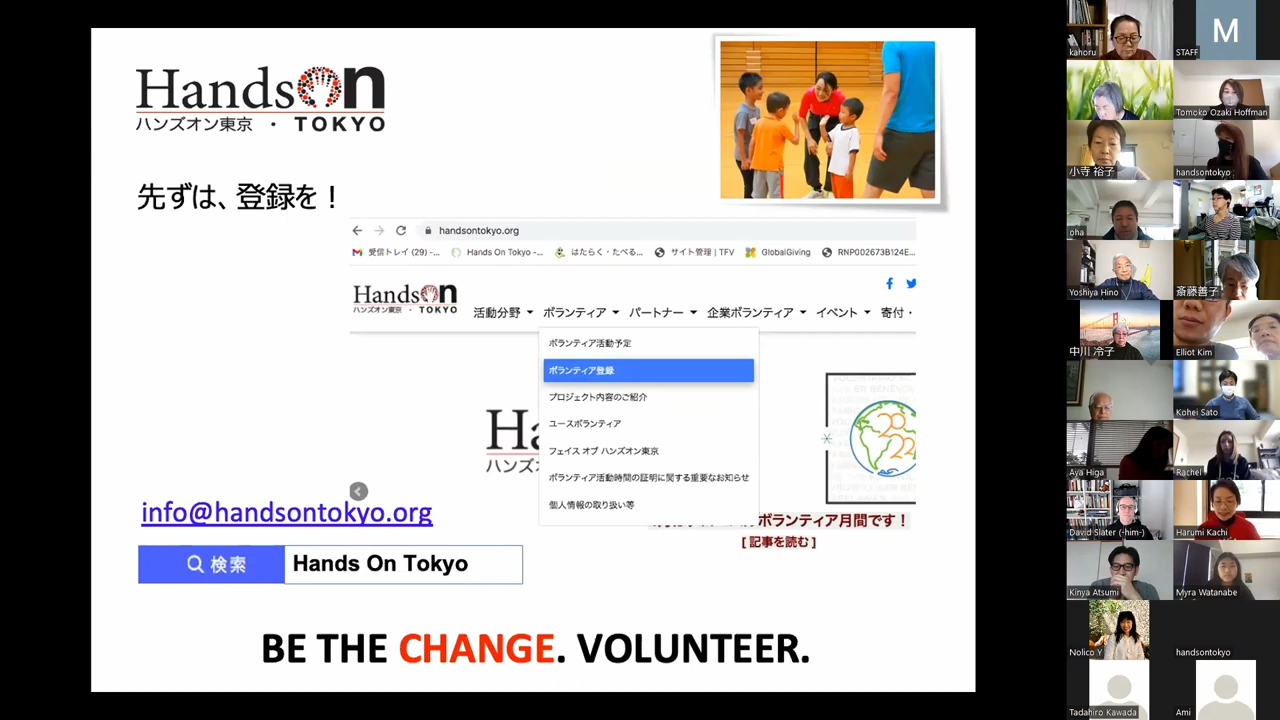 HandsOn
ハンズオン東京 ・ TOKYO
先ずは、登録を！
handsontokyo.org
受信トレイ (29) -...
Hands On Tokyo -...
はたらく・たべる...
サイト管理 | TFV
GlobalGiving
RNP002673B124E...
HandsOn
ハンズオン東京 ・ TOKYO
活動分野 ボランティア パートナー 企業ボランティア イベント 寄付・
ボランティア活動予定
ボランティア登録
プロジェクト内容のご紹介
ユースボランティア
フェイス オブ ハンズオン東京
ボランティア活動時間の証明に関する重要なお知らせ
個人情報の取り扱い等
Ha
ハンズ
2022
ボランティア月間です！
[ 記事を読む ]
info@handsontokyo.org
検索 Hands On Tokyo
BE THE CHANGE. VOLUNTEER.
kahoru
M
STAFF
Tomoko Ozaki Hoffman
小寺 裕子
handsontokyo
oha
Yoshiya Hino
斎藤善子
中川 冷子
Elliot Kim
Kohei Sato
Aya Higa
Rachel
David Slater (-him-)
Harumi Kachi
Kinya Atsumi
Myra Watanabe
Nolico Y
handsontokyo
Tadahiro Kawada
Ami